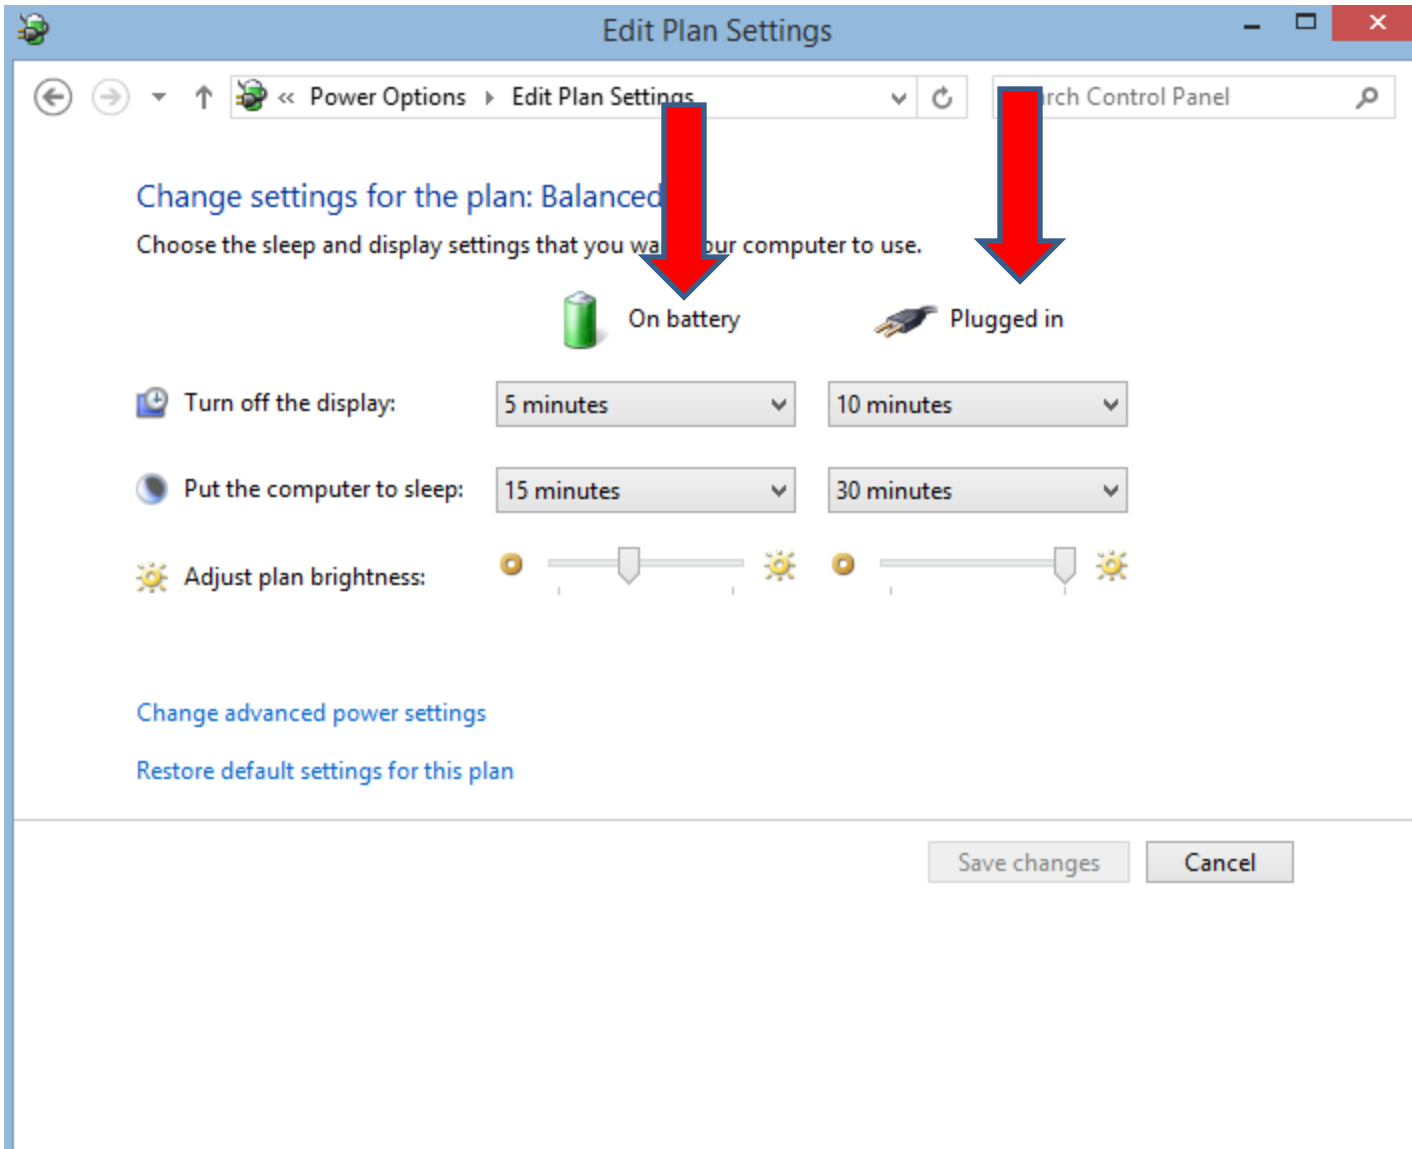 Edit Plan Settings
« Power Options Edit Plan Settings Control Panel
Change settings for the plan: Balanced
Choose the sleep and display settings that you computer to use.
On battery Plugged in
Turn off the display: 5 minutes 10 minutes
Put the computer to sleep: 15 minutes 30 minutes
Adjust plan brightness:
Change advanced power settings
Restore default settings for this plan
Save changes Cancel